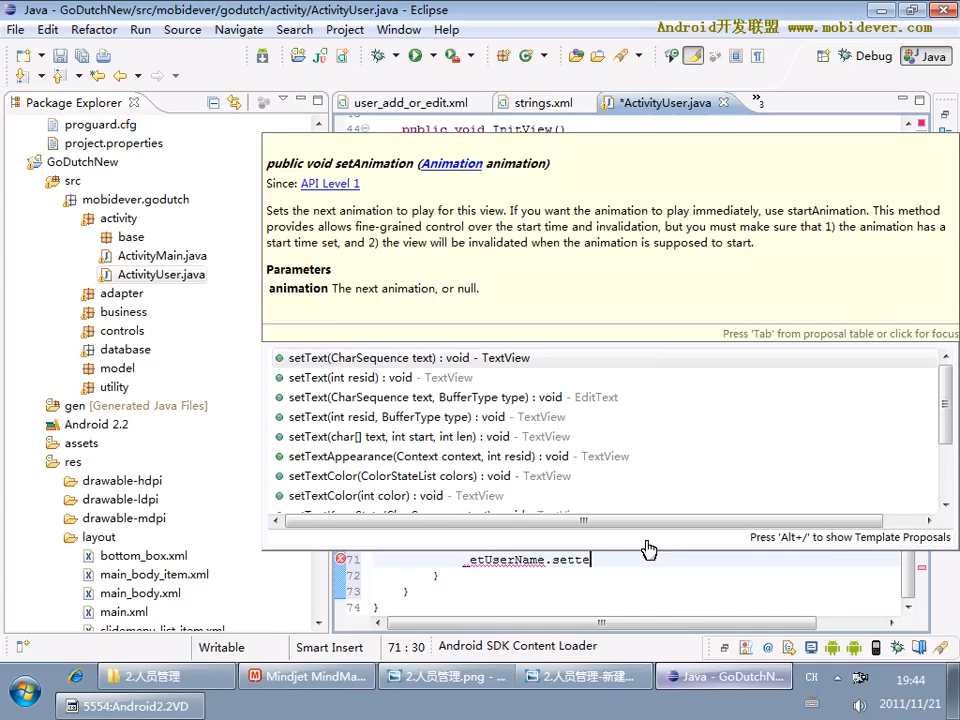 Java - GoDutchNew/src/mobidever/godutch/activity/ActivityUser.java - Eclipse
File Edit Refactor Run Source Navigate Search Project Window Help
Android开发联盟 www.mobidever.com
Debug Java
Package Explorer
user_add_or_edit.xml strings.xml *ActivityUser.java »3
proguard.cfg
project.properties
GoDutchNew
src
mobidever.godutch
activity
base
ActivityMain.java
ActivityUser.java
adapter
business
controls
database
model
utility
gen [Generated Java Files]
Android 2.2
assets
res
drawable-hdpi
drawable-ldpi
drawable-mdpi
layout
bottom_box.xml
main_body_item.xml
main_body.xml
main.xml
slidemenu_list_item.xml
44 public void InitView()
public void setAnimation (Animation animation)
Since: API Level 1
Sets the next animation to play for this view. If you want the animation to play immediately, use startAnimation. This method
provides allows fine-grained control over the start time and invalidation, but you must make sure that 1) the animation has a
start time set, and 2) the view will be invalidated when the animation is supposed to start.
Parameters
animation The next animation, or null.
Press 'Tab' from proposal table or click for focus
setText(CharSequence text) : void - TextView
setText(int resid) : void - TextView
setText(CharSequence text, BufferType type) : void - EditText
setText(int resid, BufferType type) : void - TextView
setText(char[] text, int start, int len) : void - TextView
setTextAppearance(Context context, int resid) : void - TextView
setTextColor(ColorStateList colors) : void - TextView
setTextColor(int color) : void - TextView
Press 'Alt+/' to show Template Proposals
71 _etUserName.sette
72 }
73 }
74 }
Writable Smart Insert 71 : 30 Android SDK Content Loader
2.人员管理 Mindjet MindMa... 2.人员管理.png - ... 2.人员管理-新建... Java - GoDutchN... CH 19:44
5554:Android2.2VD 2011/11/21